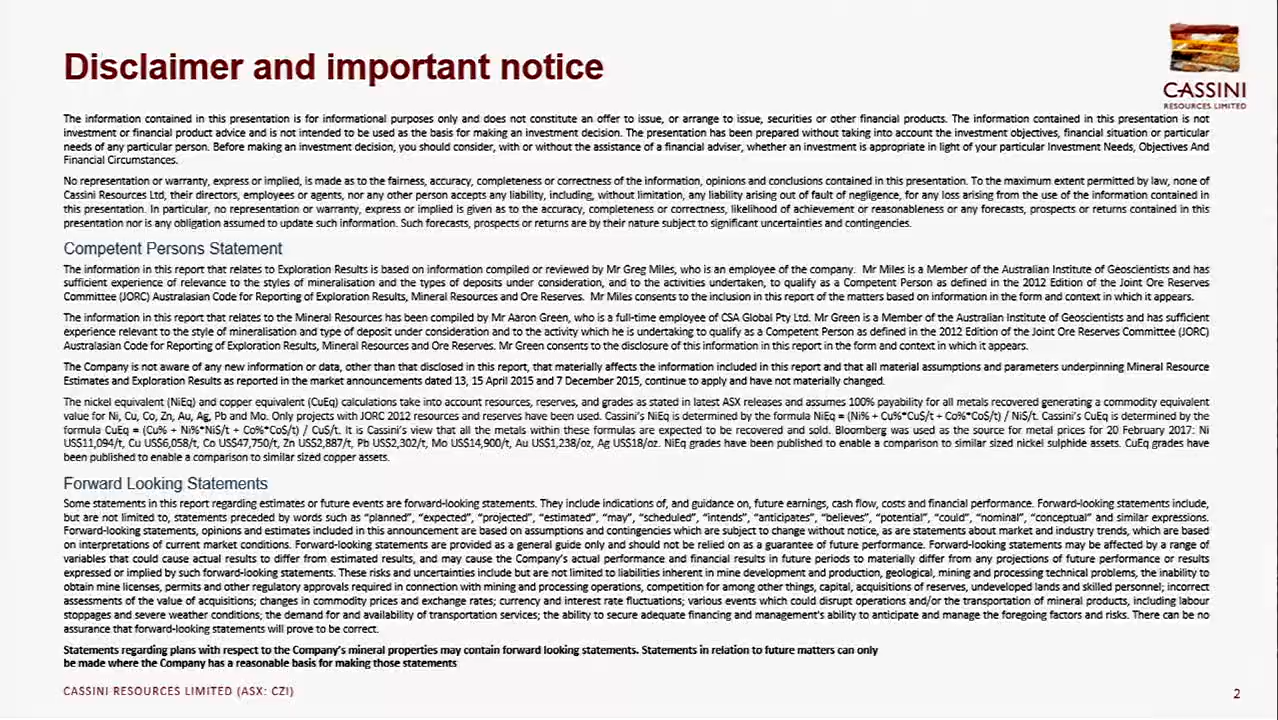 Disclaimer and important notice
CASSINI
RESOURCES LIMITED
The information contained in this presentation is for informational purposes only and does not constitute an offer to issue, or arrange to issue, securities or other financial products. The information contained in this presentation is not
investment or financial product advice and is not intended to be used as the basis for making an investment decision. The presentation has been prepared without taking into account the investment objectives, financial situation or particular
needs of any particular person. Before making an investment decision, you should consider, with or without the assistance of a financial adviser, whether an investment is appropriate in light of your particular Investment Needs, Objectives And
Financial Circumstances.
No representation or warranty, express or implied, is made as to the fairness, accuracy, completeness or correctness of the information, opinions and conclusions contained in this presentation. To the maximum extent permitted by law, none of
Cassini Resources Ltd, their directors, employees or agents, nor any other person accepts any liability, including, without limitation, any liability arising out of fault of negligence, for any loss arising from the use of the information contained in
this presentation. In particular, no representation or warranty, express or implied is given as to the accuracy, completeness or correctness, likelihood of achievement or reasonableness or any forecasts, prospects or returns contained in this
presentation nor is any obligation assumed to update such information. Such forecasts, prospects or returns are by their nature subject to significant uncertainties and contingencies.
Competent Persons Statement
The information in this report that relates to Exploration Results is based on information compiled or reviewed by Mr Greg Miles, who is an employee of the company. Mr Miles is a Member of the Australian Institute of Geoscientists and has
sufficient experience of relevance to the styles of mineralisation and the types of deposits under consideration, and to the activities undertaken, to qualify as a Competent Person as defined in the 2012 Edition of the Joint Ore Reserves
Committee (JORC) Australasian Code for Reporting of Exploration Results, Mineral Resources and Ore Reserves. Mr Miles consents to the inclusion in this report of the matters based on information in the form and context in which it appears.
The information in this report that relates to the Mineral Resources has been compiled by Mr Aaron Green, who is a full-time employee of CSA Global Pty Ltd. Mr Green is a Member of the Australian Institute of Geoscientists and has sufficient
experience relevant to the style of mineralisation and type of deposit under consideration and to the activity which he is undertaking to qualify as a Competent Person as defined in the 2012 Edition of the Joint Ore Reserves Committee (JORC)
Australasian Code for Reporting of Exploration Results, Mineral Resources and Ore Reserves. Mr Green consents to the disclosure of this information in this report in the form and context in which it appears.
The Company is not aware of any new information or data, other than that disclosed in this report, that materially affects the information included in this report and that all material assumptions and parameters underpinning Mineral Resource
Estimates and Exploration Results as reported in the market announcements dated 13, 15 April 2015 and 7 December 2015, continue to apply and have not materially changed.
The nickel equivalent (NiEq) and copper equivalent (CuEq) calculations take into account resources, reserves, and grades as stated in latest ASX releases and assumes 100% payability for all metals recovered generating a commodity equivalent
value for Ni, Cu, Co, Zn, Au, Ag, Pb and Mo. Only projects with JORC 2012 resources and reserves have been used. Cassini's NiEq is determined by the formula NiEq = (Ni% + Cu%*Cu$/t + Co%*Co$/t) / Ni$/t. Cassini's CuEq is determined by the
formula CuEq = (Cu% + Ni%*Ni$/t + Co%*Co$/t) / Cu$/t. It is Cassini's view that all the metals within these formulas are expected to be recovered and sold. Bloomberg was used as the source for metal prices for 20 February 2017: Ni
US$11,094/t, Cu US$6,058/t, Co US$47,750/t, Zn US$2,887/t, Pb US$2,302/t, Mo US$14,900/t, Au US$1,238/oz, Ag US$18/oz. NiEq grades have been published to enable a comparison to similar sized nickel sulphide assets. CuEq grades have
been published to enable a comparison to similar sized copper assets.
Forward Looking Statements
Some statements in this report regarding estimates or future events are forward-looking statements. They include indications of, and guidance on, future earnings, cash flow, costs and financial performance. Forward-looking statements include,
but are not limited to, statements preceded by words such as “planned”, “expected”, “projected”, “estimated”, “may”, “scheduled”, “intends”, “anticipates”, “believes”, “potential”, “could”, “nominal”, “conceptual” and similar expressions.
Forward-looking statements, opinions and estimates included in this announcement are based on assumptions and contingencies which are subject to change without notice, as are statements about market and industry trends, which are based
on interpretations of current market conditions. Forward-looking statements are provided as a general guide only and should not be relied on as a guarantee of future performance. Forward-looking statements may be affected by a range of
variables that could cause actual results to differ from estimated results, and may cause the Company's actual performance and financial results in future periods to materially differ from any projections of future performance or results
expressed or implied by such forward-looking statements. These risks and uncertainties include but are not limited to liabilities inherent in mine development and production, geological, mining and processing technical problems, the inability to
obtain mine licenses, permits and other regulatory approvals required in connection with mining and processing operations, competition for among other things, capital, acquisitions of reserves, undeveloped lands and skilled personnel; incorrect
assessments of the value of acquisitions; changes in commodity prices and exchange rates; currency and interest rate fluctuations; various events which could disrupt operations and/or the transportation of mineral products, including labour
stoppages and severe weather conditions; the demand for and availability of transportation services; the ability to secure adequate financing and management's ability to anticipate and manage the foregoing factors and risks. There can be no
assurance that forward-looking statements will prove to be correct.
Statements regarding plans with respect to the Company's mineral properties may contain forward looking statements. Statements in relation to future matters can only
be made where the Company has a reasonable basis for making those statements
CASSINI RESOURCES LIMITED (ASX: CZI)
2